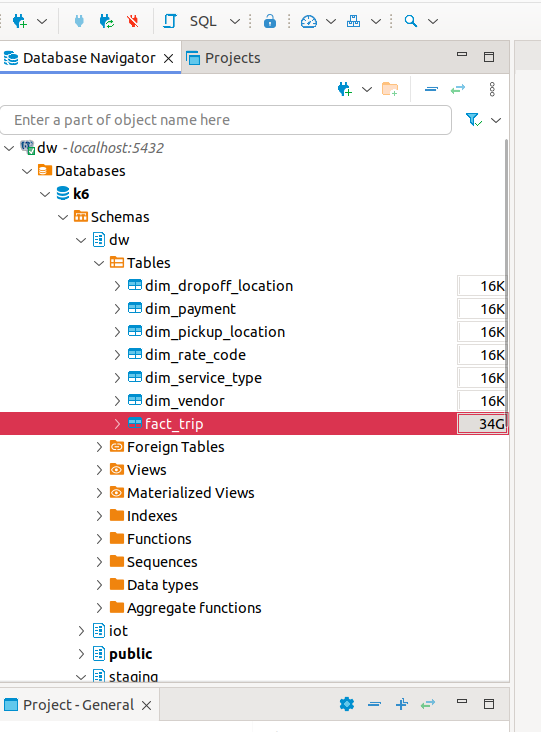 SQL
Database Navigator
Projects
Enter a part of object name here
dw - localhost:5432
Databases
k6
Schemas
dw
Tables
dim_dropoff_location 16K
dim_payment 16K
dim_pickup_location 16K
dim_rate_code 16K
dim_service_type 16K
dim_vendor 16K
fact_trip 34G
Foreign Tables
Views
Materialized Views
Indexes
Functions
Sequences
Data types
Aggregate functions
iot
public
staging
Project - General